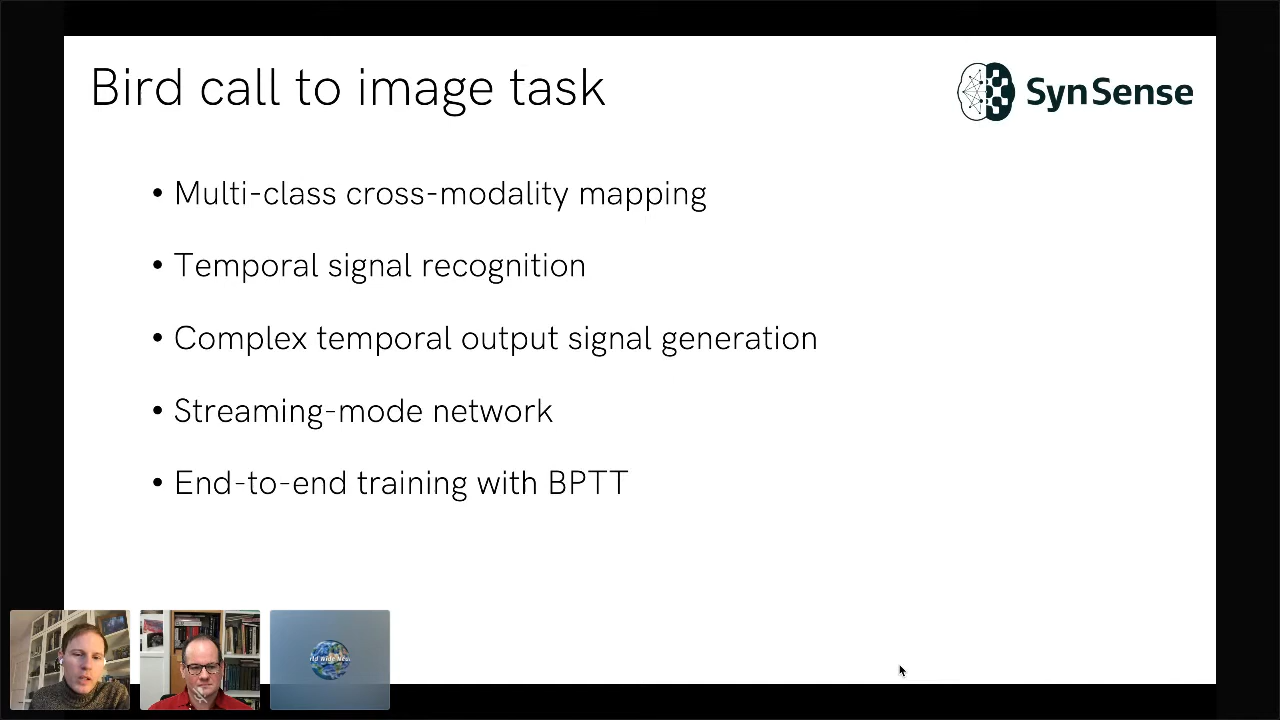 Bird call to image task
SynSense
• Multi-class cross-modality mapping
• Temporal signal recognition
• Complex temporal output signal generation
• Streaming-mode network
• End-to-end training with BPTT